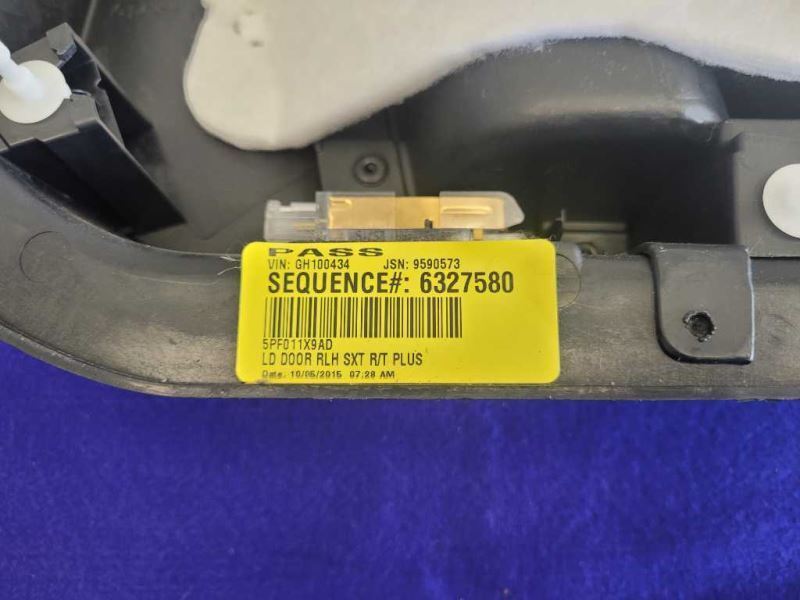 PASS
VIN: GH100434 JSN: 9590573
SEQUENCE#: 6327580
5PF011X9AD
LD DOOR RLH SXT R/T PLUS
Date: 10/05/2015 07:28 AM